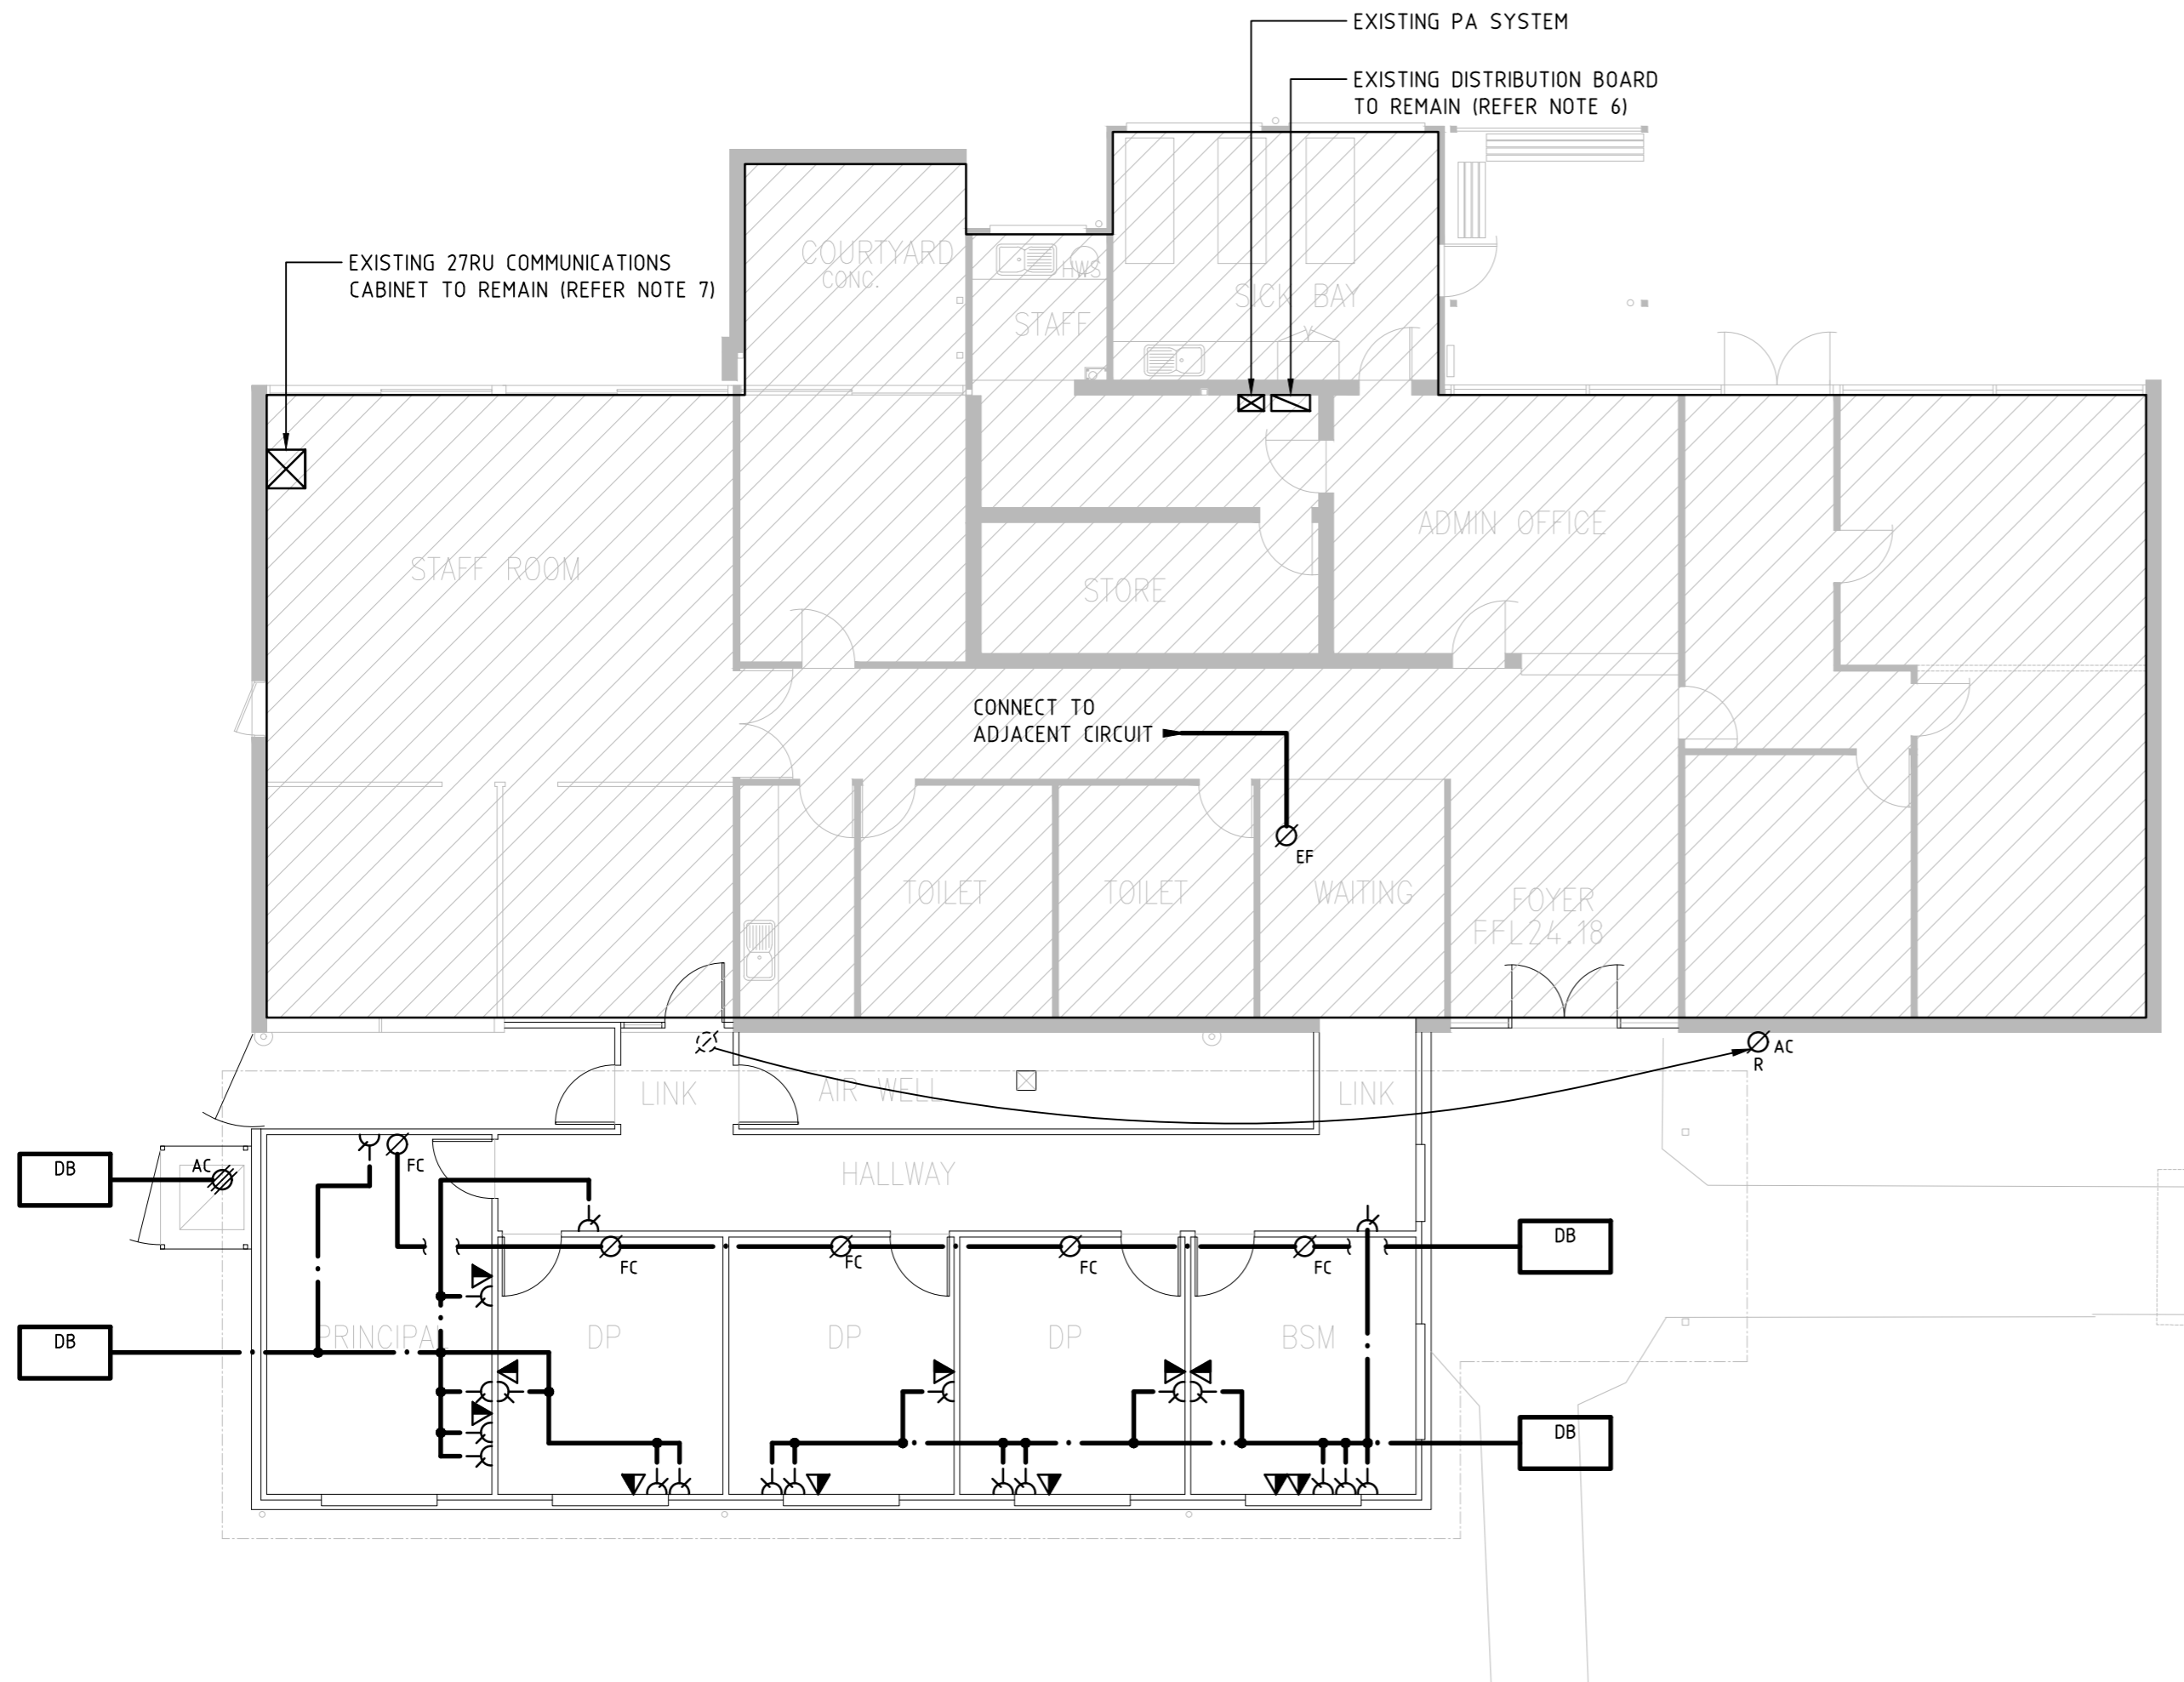 EXISTING PA SYSTEM
EXISTING DISTRIBUTION BOARD
TO REMAIN (REFER NOTE 6)
EXISTING 27RU COMMUNICATIONS
CABINET TO REMAIN (REFER NOTE 7)
COURTYARD
CONC.
HWS
STAFF
SICK BAY
Y
STAFF ROOM
STORE
ADMIN OFFICE
CONNECT TO
ADJACENT CIRCUIT
EF
TOILET
TOILET
WAITING
FOYER
FFL24.18
AC
R
LINK
AIR WELL
LINK
DB
AC
FC
HALLWAY
DB
FC
FC
FC
FC
DB
PRINCIPAL
DP
DP
DP
BSM
DB